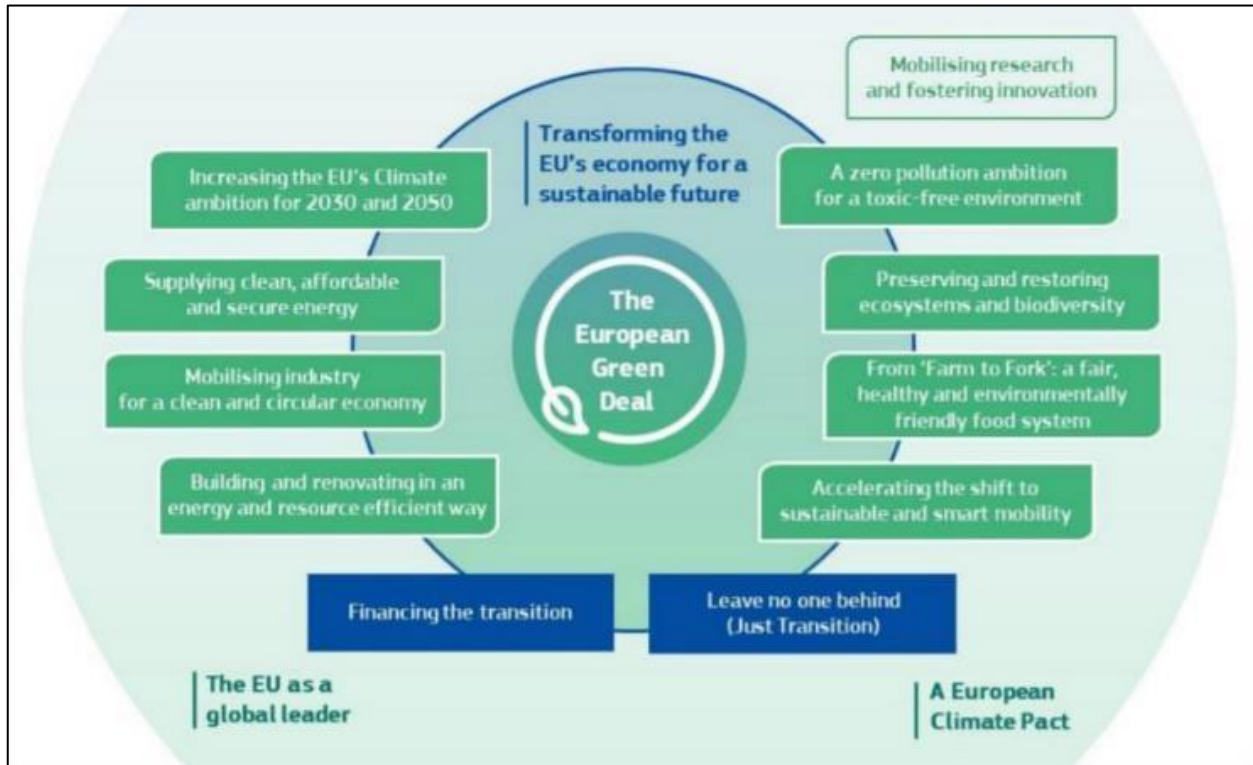 Mobilising research
and fostering innovation
Transforming the
EU's economy for a
sustainable future
Increasing the EU's Climate
ambition for 2030 and 2050
A zero pollution ambition
for a toxic-free environment
Supplying clean, affordable
and secure energy
Preserving and restoring
ecosystems and biodiversity
The
European
Green
Deal
Mobilising industry
for a clean and circular economy
From 'Farm to Fork': a fair,
healthy and environmentally
friendly food system
Building and renovating in an
energy and resource efficient way
Accelerating the shift to
sustainable and smart mobility
Financing the transition
Leave no one behind
(Just Transition)
The EU as a
global leader
A European
Climate Pact